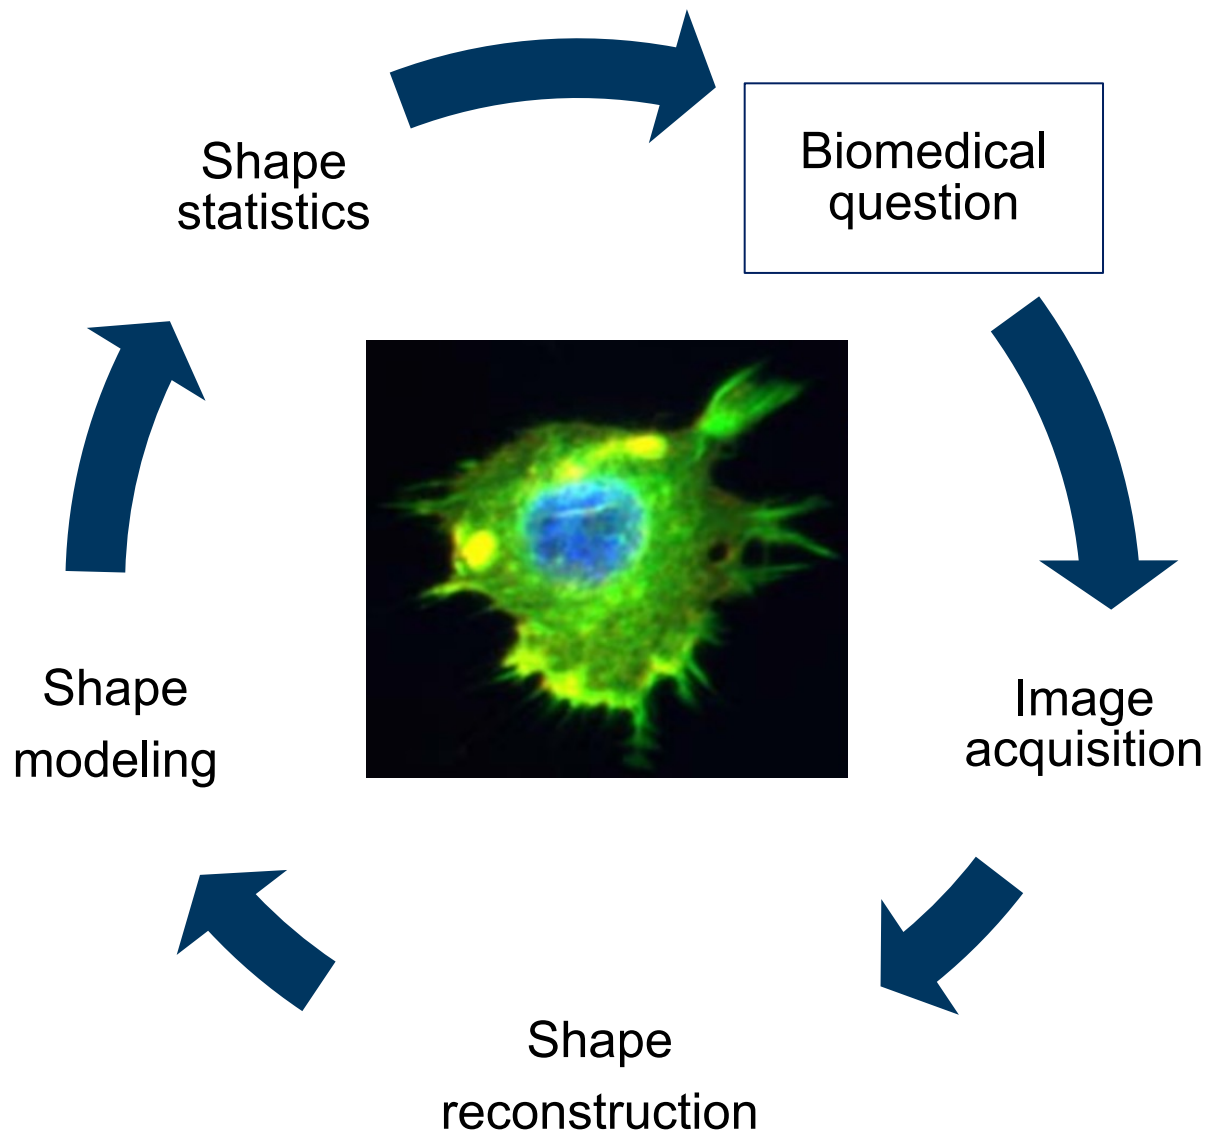 Shape
statistics
Biomedical
question
Image
acquisition
Shape
reconstruction
Shape
modeling